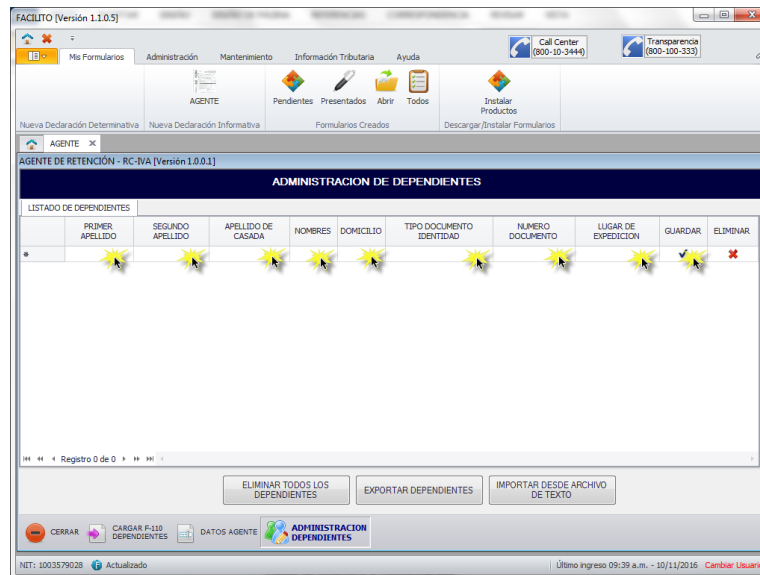 FACILITO [Versión 1.1.0.5]
Mis Formularios Administración Mantenimiento Información Tributaria Ayuda
Call Center
(800-10-3444)
Transparencia
(800-100-333)
AGENTE
Pendientes Presentados Abrir Todos
Instalar
Productos
Nueva Declaración Determinativa Nueva Declaración Informativa Formularios Creados Descargar/Instalar Formularios
AGENTE
AGENTE DE RETENCIÓN - RC-IVA [Versión 1.0.0.1]
ADMINISTRACION DE DEPENDIENTES
LISTADO DE DEPENDIENTES
PRIMER
APELLIDO
SEGUNDO
APELLIDO
APELLIDO DE
CASADA
NOMBRES
DOMICILIO
TIPO DOCUMENTO
IDENTIDAD
NUMERO
DOCUMENTO
LUGAR DE
EXPEDICION
GUARDAR
ELIMINAR
Registro 0 de 0
ELIMINAR TODOS LOS
DEPENDIENTES
EXPORTAR DEPENDIENTES
IMPORTAR DESDE ARCHIVO
DE TEXTO
CERRAR
CARGAR F-110
DEPENDIENTES
DATOS AGENTE
ADMINISTRACION
DEPENDIENTES
NIT: 1003579028 Actualizado Último ingreso 09:39 a.m. - 10/11/2016 Cambiar Usuario